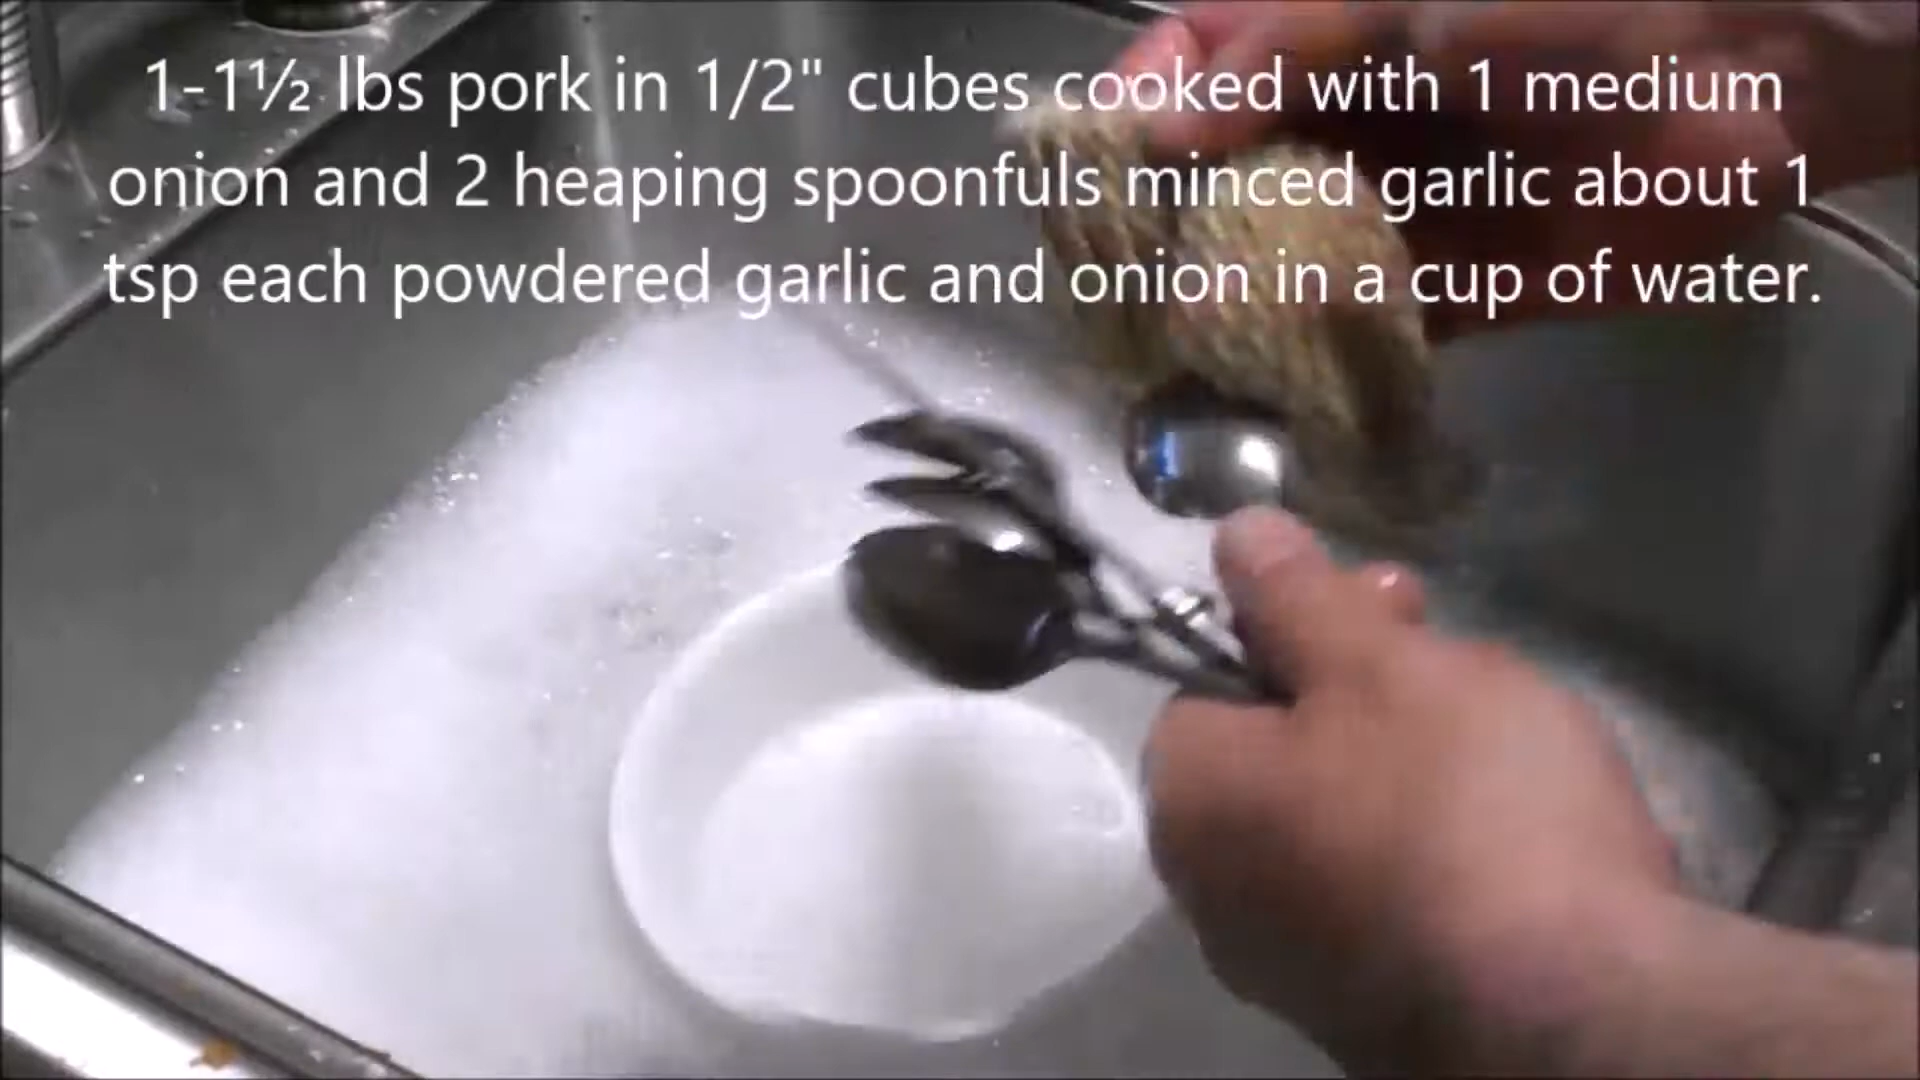 1-1½ lbs pork in 1/2" cubes cooked with 1 medium
onion and 2 heaping spoonfuls minced garlic about 1
tsp each powdered garlic and onion in a cup of water.